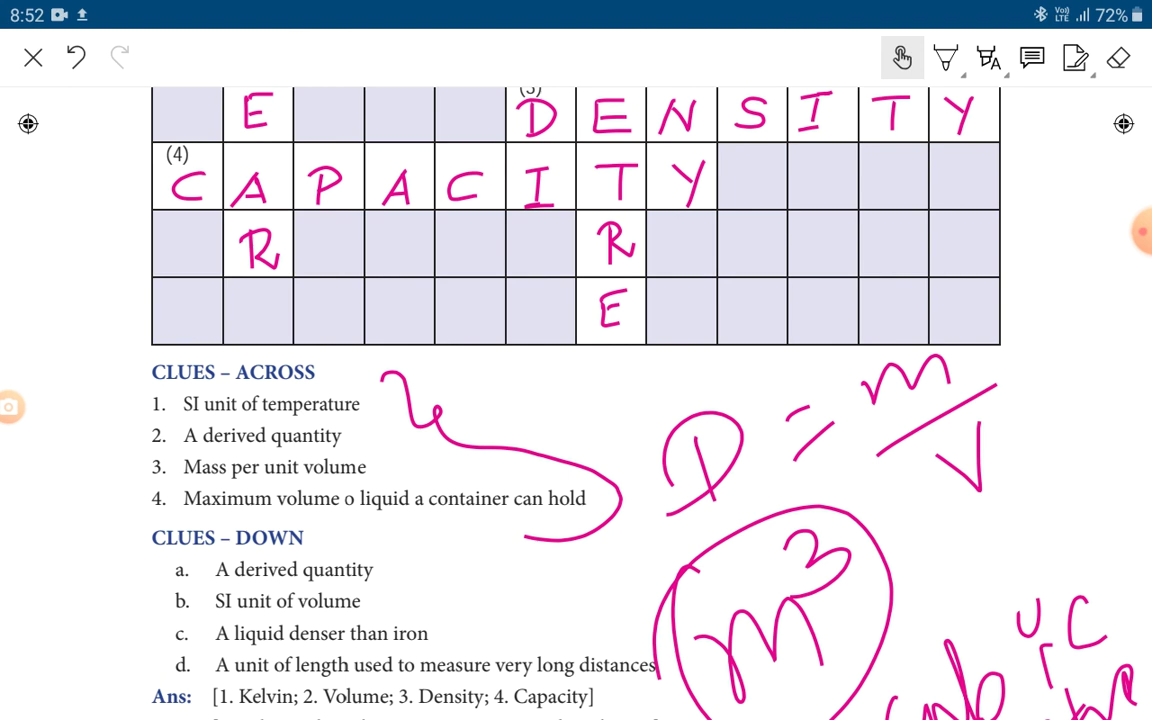 8:52 72%
(3)
E D E N S I T Y
(4)
C A P A C I T Y
R R
E
CLUES – ACROSS
1. SI unit of temperature
2. A derived quantity
3. Mass per unit volume
4. Maximum volume o liquid a container can hold
D = m/V
CLUES – DOWN
a. A derived quantity
b. SI unit of volume
c. A liquid denser than iron
d. A unit of length used to measure very long distances
m³
Ans: [1. Kelvin; 2. Volume; 3. Density; 4. Capacity]